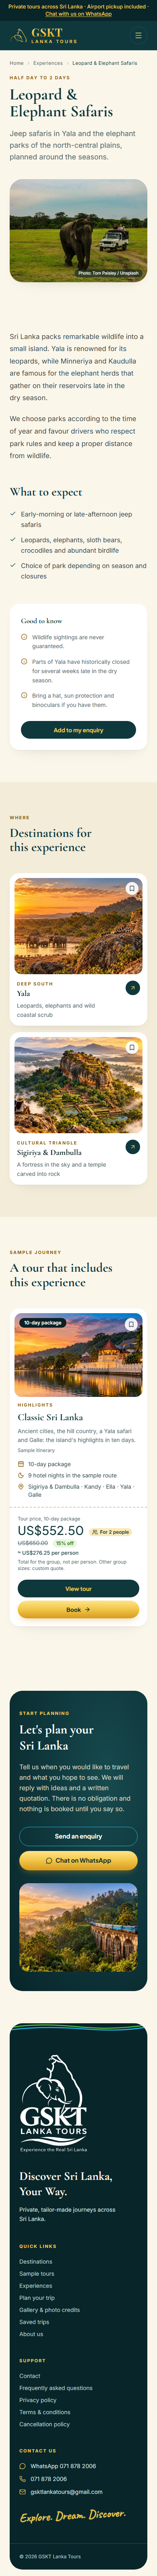 Private tours across Sri Lanka · Airport pickup included ·
Chat with us on WhatsApp
GSKT
LANKA TOURS
Home › Experiences › Leopard & Elephant Safaris
HALF DAY TO 2 DAYS
Leopard &
Elephant Safaris
Jeep safaris in Yala and the elephant
parks of the north-central plains,
planned around the seasons.
Photo: Tom Paisley / Unsplash
Sri Lanka packs remarkable wildlife into a
small island. Yala is renowned for its
leopards, while Minneriya and Kaudulla
are famous for the elephant herds that
gather on their reservoirs late in the
dry season.
We choose parks according to the time
of year and favour drivers who respect
park rules and keep a proper distance
from wildlife.
What to expect
Early-morning or late-afternoon jeep
safaris
Leopards, elephants, sloth bears,
crocodiles and abundant birdlife
Choice of park depending on season and
closures
Good to know
Wildlife sightings are never
guaranteed.
Parts of Yala have historically closed
for several weeks late in the dry
season.
Bring a hat, sun protection and
binoculars if you have them.
Add to my enquiry
WHERE
Destinations for
this experience
DEEP SOUTH
Yala
Leopards, elephants and wild
coastal scrub
CULTURAL TRIANGLE
Sigiriya & Dambulla
A fortress in the sky and a temple
carved into rock
SAMPLE JOURNEY
A tour that includes
this experience
10-day package
HIGHLIGHTS
Classic Sri Lanka
Ancient cities, the hill country, a Yala safari
and Galle: the island's highlights in ten days.
Sample itinerary
10-day package
9 hotel nights in the sample route
Sigiriya & Dambulla · Kandy · Ella · Yala ·
Galle
Tour price, 10-day package
US$552.50 For 2 people
US$650.00 15% off
~ US$276.25 per person
Total for the group, not per person. Other group
sizes: custom quote.
View tour
Book →
START PLANNING
Let's plan your
Sri Lanka
Tell us when you would like to travel
and what you hope to see. We will
reply with ideas and a written
quotation. There is no obligation and
nothing is booked until you say so.
Send an enquiry
Chat on WhatsApp
GSKT
LANKA TOURS
Experience the Real Sri Lanka
Discover Sri Lanka,
Your Way.
Private, tailor-made journeys across
Sri Lanka.
QUICK LINKS
Destinations
Sample tours
Experiences
Plan your trip
Gallery & photo credits
Saved trips
About us
SUPPORT
Contact
Frequently asked questions
Privacy policy
Terms & conditions
Cancellation policy
CONTACT US
WhatsApp 071 878 2006
071 878 2006
gsktlankatours@gmail.com
Explore. Dream. Discover.
© 2026 GSKT Lanka Tours